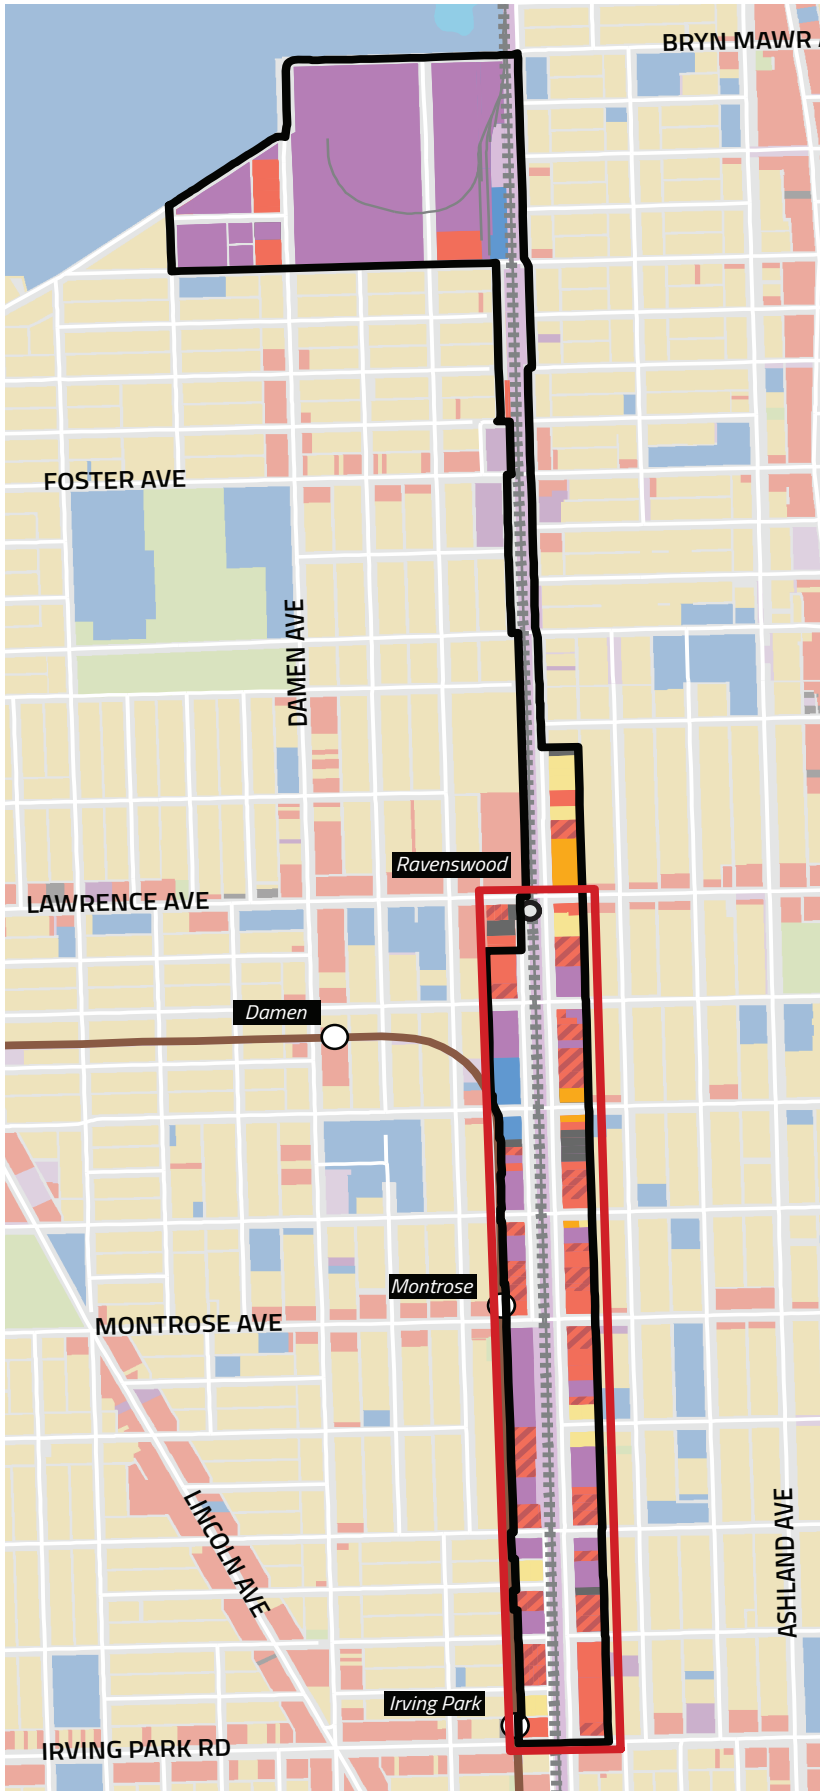 BRYN MAWR A
FOSTER AVE
DAMEN AVE
Ravenswood
LAWRENCE AVE
Damen
Montrose
MONTROSE AVE
LINCOLN AVE
ASHLAND AVE
Irving Park
IRVING PARK RD